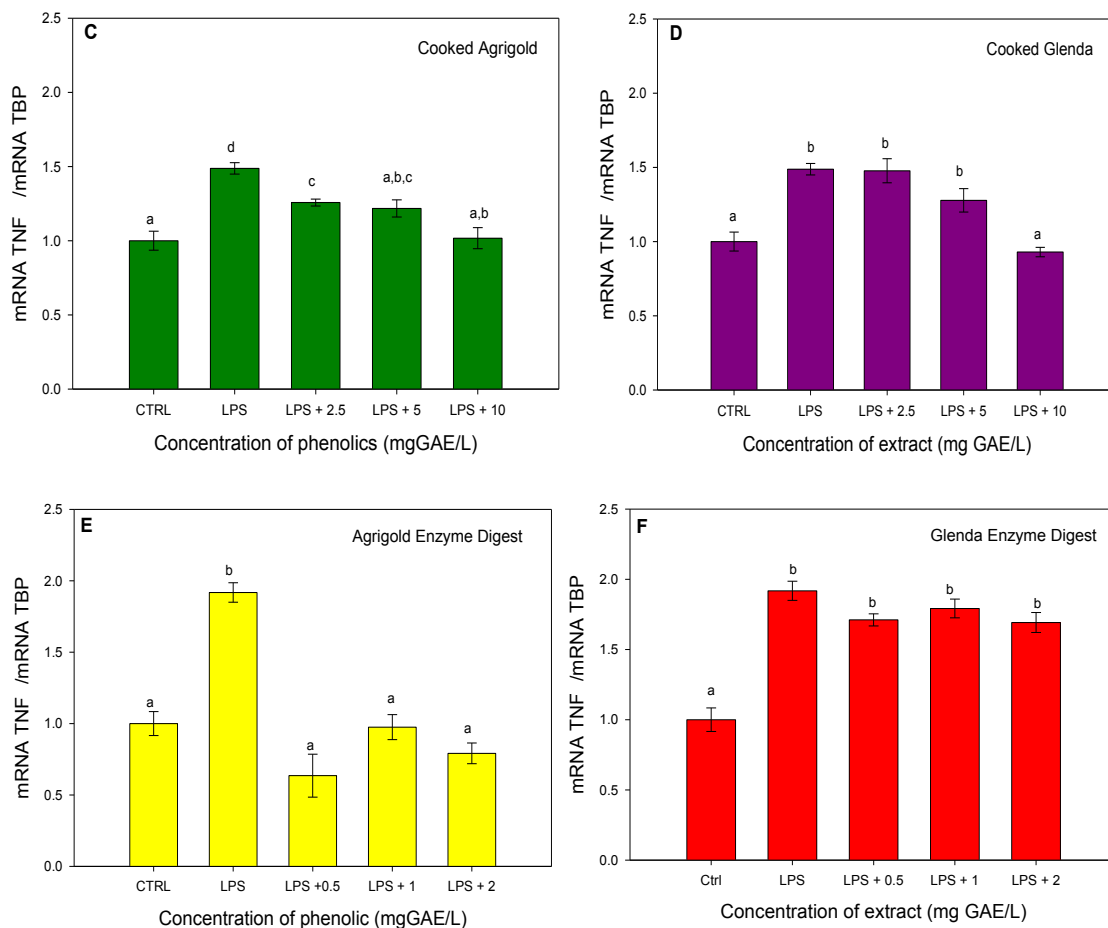 C
Cooked Agrigold
mRNA TNF /mRNA TBP
2.5
2.0
1.5
1.0
0.5
0.0
a
d
c
a,b,c
a,b
CTRL LPS LPS + 2.5 LPS + 5 LPS + 10
Concentration of phenolics (mgGAE/L)
D
Cooked Glenda
mRNA TNF /mRNA TBP
2.5
2.0
1.5
1.0
0.5
0.0
a
b
b
b
a
CTRL LPS LPS + 2.5 LPS + 5 LPS + 10
Concentration of extract (mg GAE/L)
E
Agrigold Enzyme Digest
mRNA TNF /mRNA TBP
2.5
2.0
1.5
1.0
0.5
0.0
a
b
a
a
a
CTRL LPS LPS +0.5 LPS + 1 LPS + 2
Concentration of phenolic (mgGAE/L)
F
Glenda Enzyme Digest
mRNA TNF /mRNA TBP
2.5
2.0
1.5
1.0
0.5
0.0
a
b
b
b
b
Ctrl LPS LPS + 0.5 LPS + 1 LPS + 2
Concentration of extract (mg GAE/L)